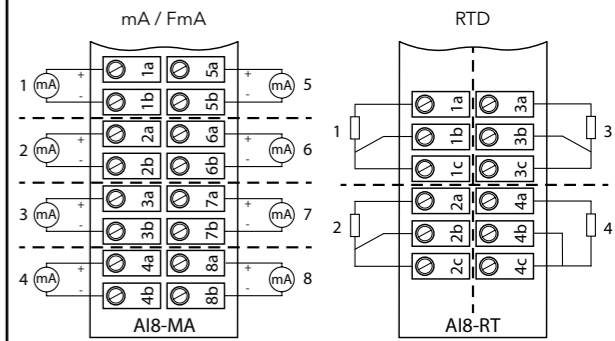 mA / FmA
1 mA + - 1a 5a + - mA 5
1b 5b
2 mA + - 2a 6a + - mA 6
2b 6b
3 mA + - 3a 7a + - mA 7
3b 7b
4 mA + - 4a 8a + - mA 8
4b 8b
AI8-MA
RTD
1a 3a
1 1b 3b 3
1c 3c
2a 4a
2 2b 4b 4
2c 4c
AI8-RT